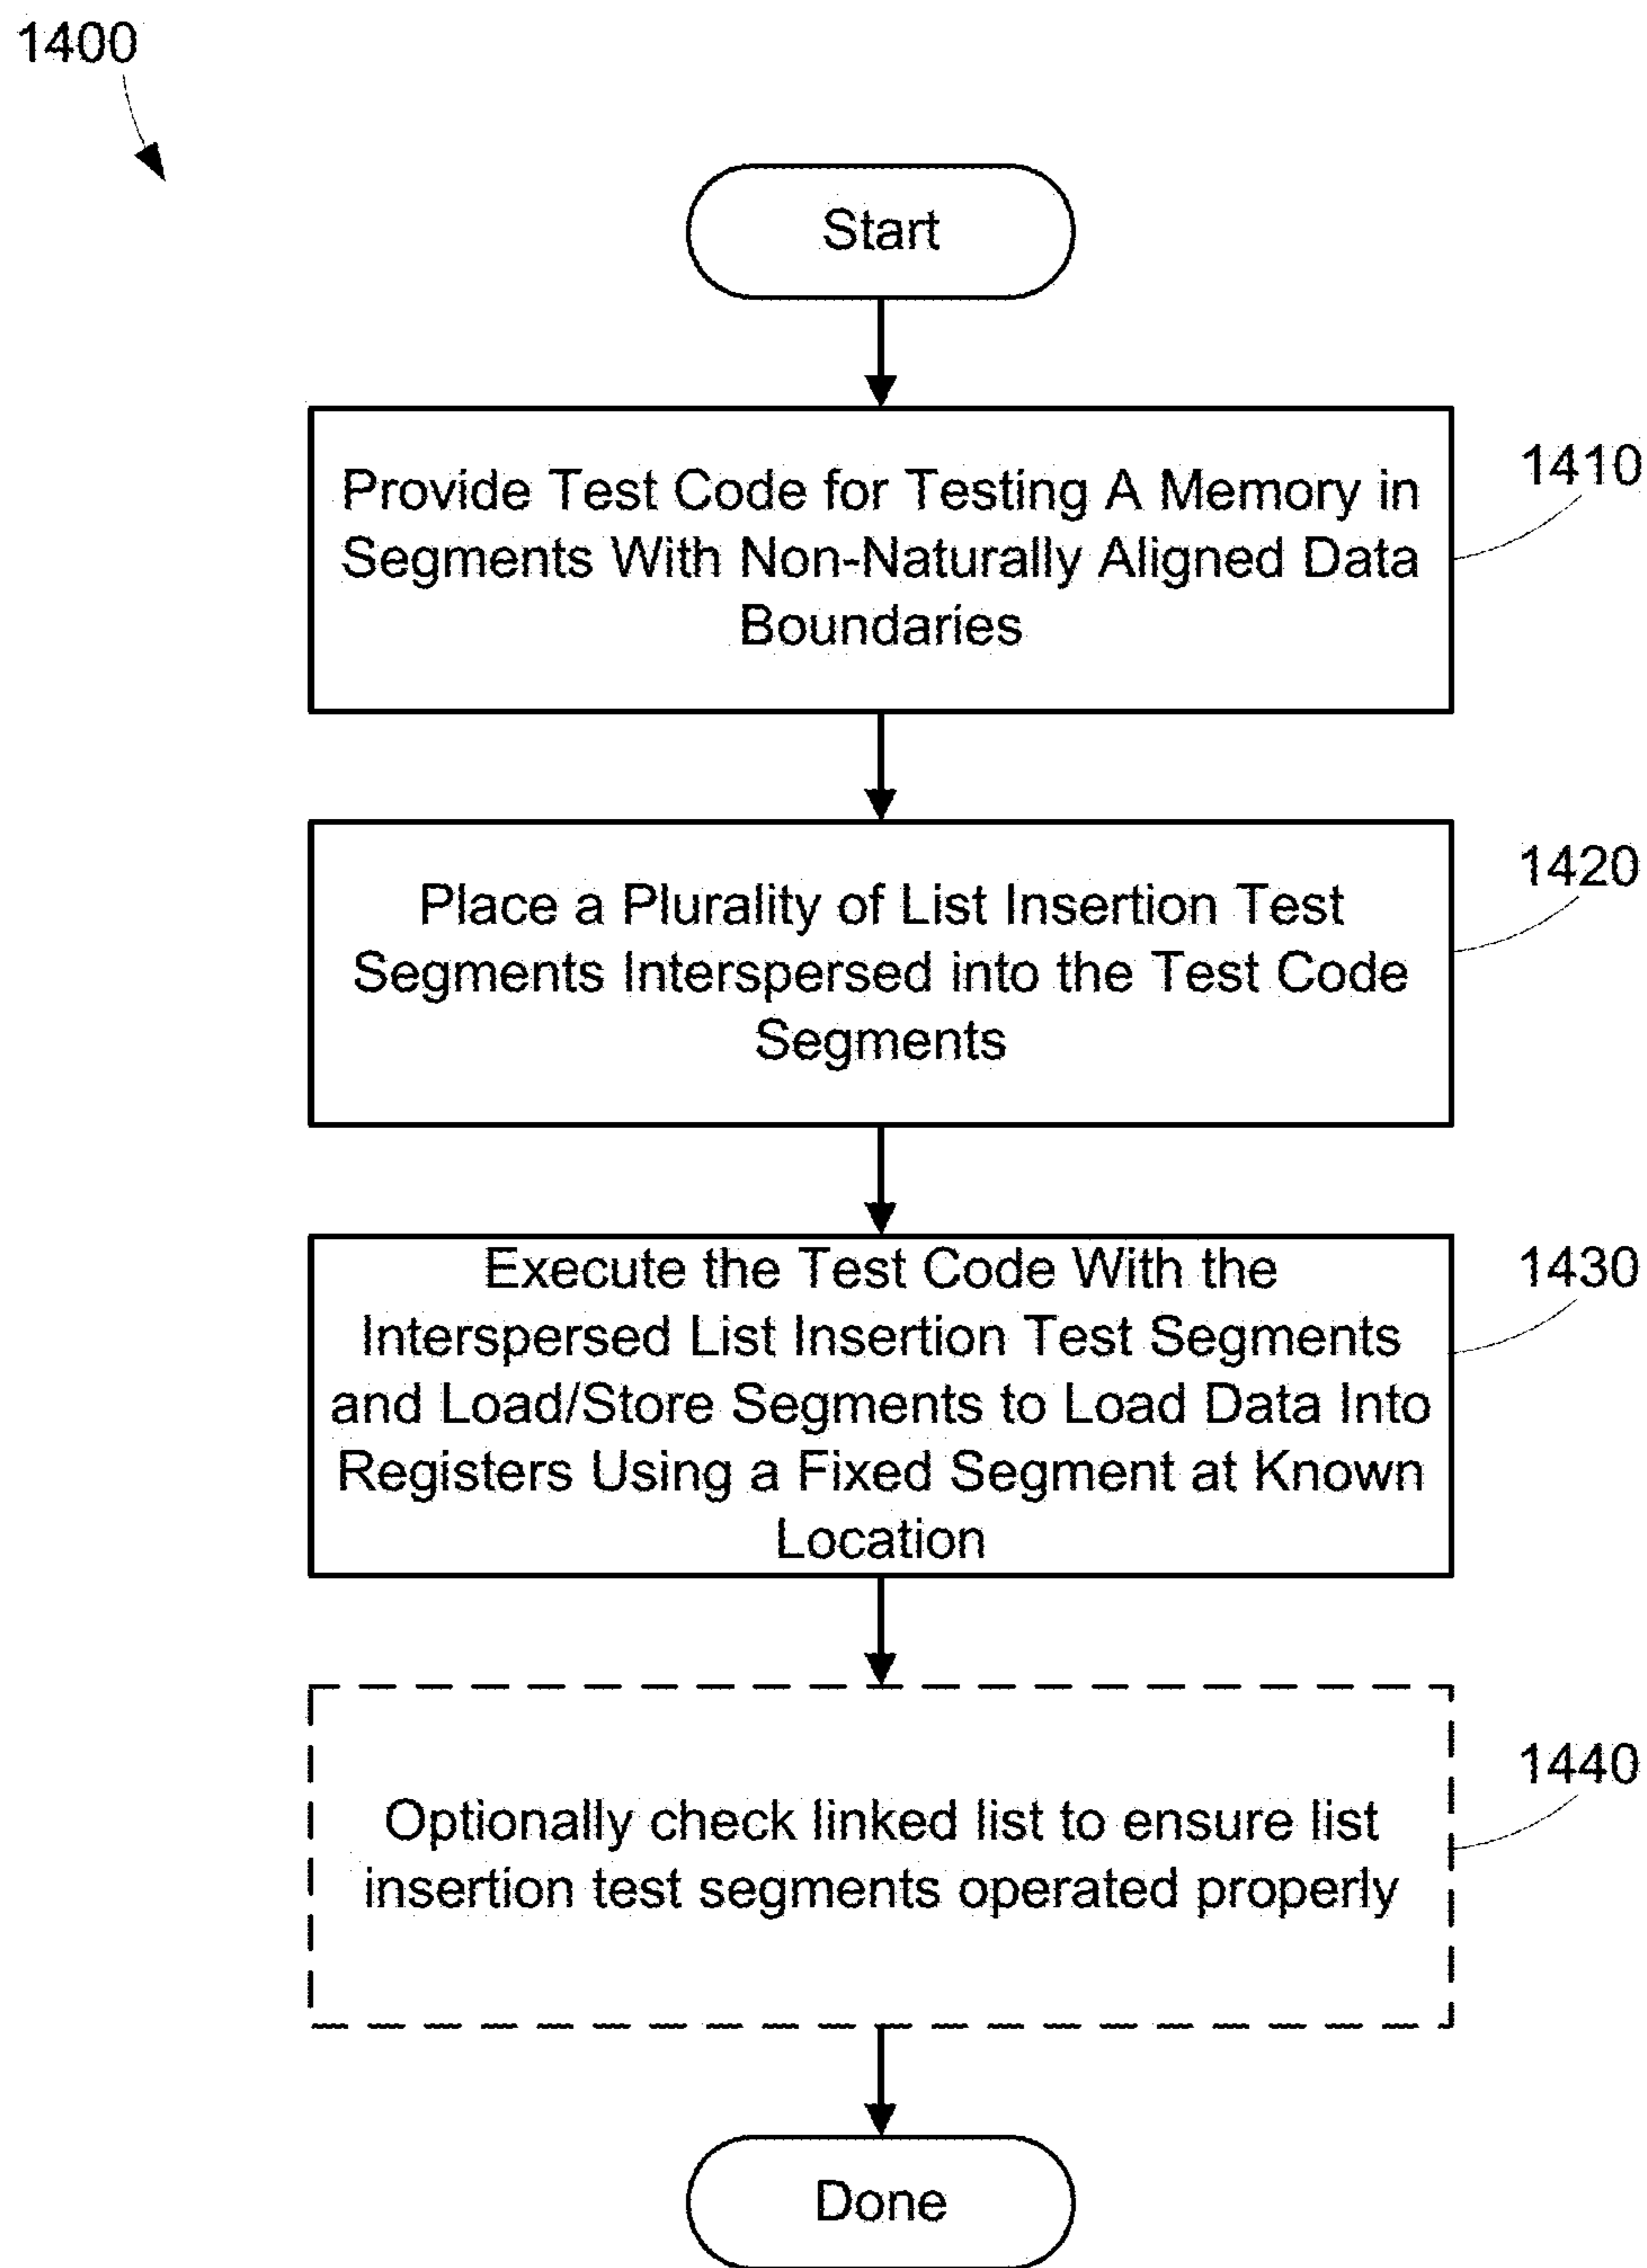 1400
Start
Provide Test Code for Testing A Memory in
Segments With Non-Naturally Aligned Data
Boundaries
1410
Place a Plurality of List Insertion Test
Segments Interspersed into the Test Code
Segments
1420
Execute the Test Code With the
Interspersed List Insertion Test Segments
and Load/Store Segments to Load Data Into
Registers Using a Fixed Segment at Known
Location
1430
Optionally check linked list to ensure list
insertion test segments operated properly
1440
Done